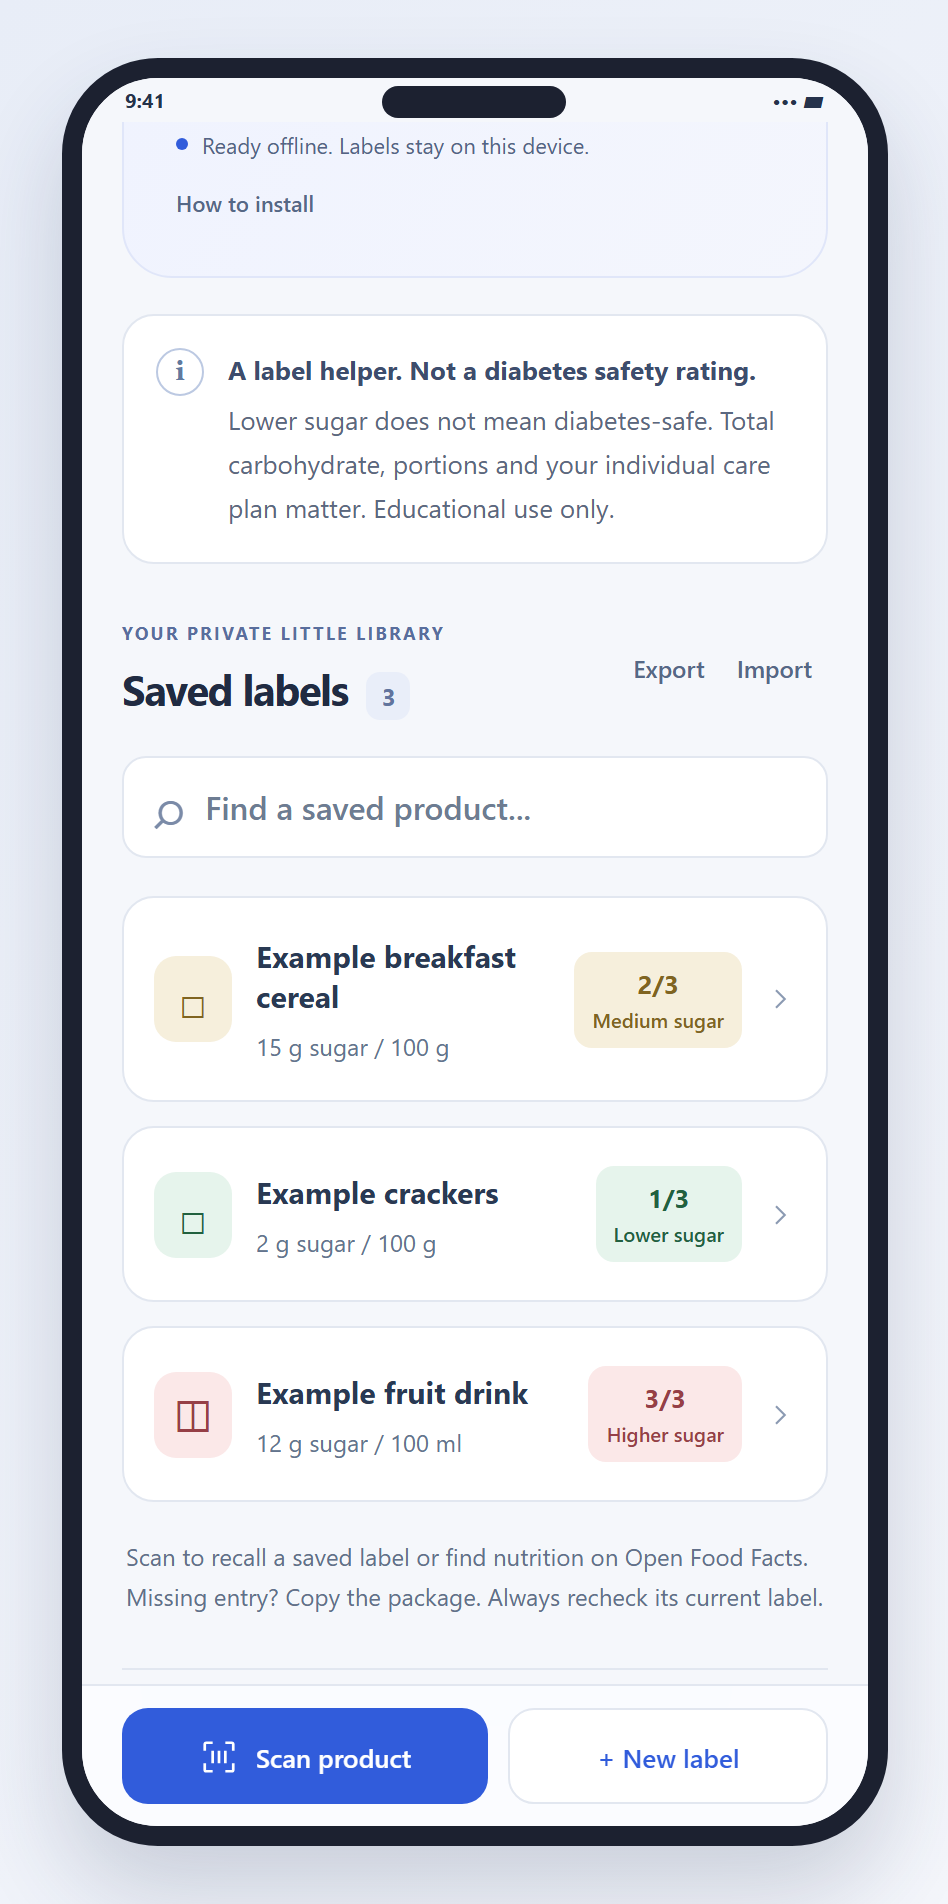 9:41
Ready offline. Labels stay on this device.
How to install
i
A label helper. Not a diabetes safety rating.
Lower sugar does not mean diabetes-safe. Total
carbohydrate, portions and your individual care
plan matter. Educational use only.
YOUR PRIVATE LITTLE LIBRARY
Saved labels 3
Export Import
Find a saved product...
Example breakfast
cereal
15 g sugar / 100 g
2/3
Medium sugar
Example crackers
2 g sugar / 100 g
1/3
Lower sugar
Example fruit drink
12 g sugar / 100 ml
3/3
Higher sugar
Scan to recall a saved label or find nutrition on Open Food Facts.
Missing entry? Copy the package. Always recheck its current label.
Scan product
+ New label